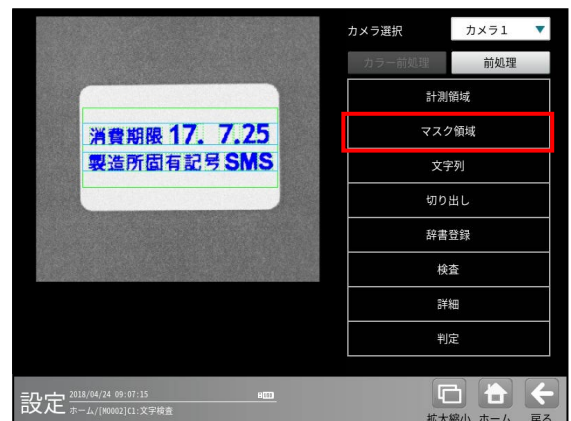 カメラ選択
カメラ1
カラー前処理
前処理
消費期限 17. 7.25
製造所固有記号 SMS
計測領域
マスク領域
文字列
切り出し
辞書登録
検査
詳細
判定
設定
2018/04/24 09:07:15
ホーム/[M0002]C1:文字検査
拡大縮小
ホーム
戻る